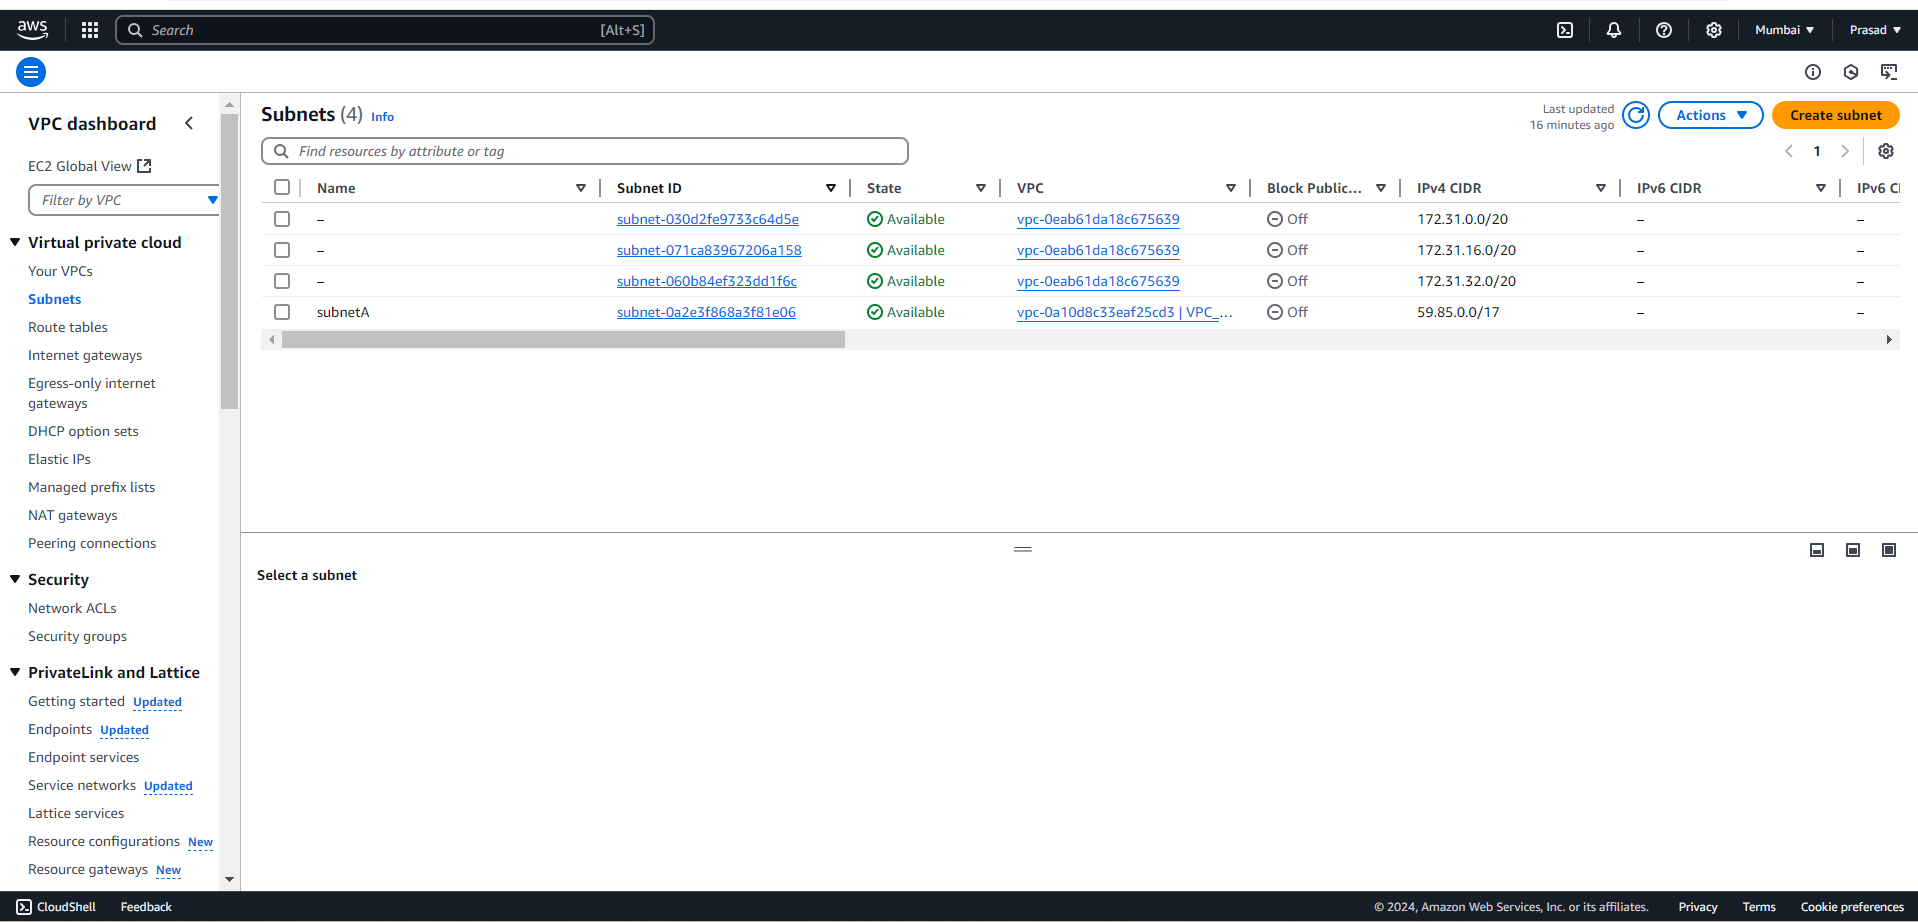 aws Search [Alt+S] Mumbai Prasad
VPC dashboard
EC2 Global View
Filter by VPC
Virtual private cloud
Your VPCs
Subnets
Route tables
Internet gateways
Egress-only internet
gateways
DHCP option sets
Elastic IPs
Managed prefix lists
NAT gateways
Peering connections
Security
Network ACLs
Security groups
PrivateLink and Lattice
Getting started Updated
Endpoints Updated
Endpoint services
Service networks Updated
Lattice services
Resource configurations New
Resource gateways New
Subnets (4) Info
Last updated
16 minutes ago
Actions
Create subnet
Find resources by attribute or tag
1
Name Subnet ID State VPC Block Public... IPv4 CIDR IPv6 CIDR IPv6 CI
– subnet-030d2fe9733c64d5e Available vpc-0eab61da18c675639 Off 172.31.0.0/20 – –
– subnet-071ca83967206a158 Available vpc-0eab61da18c675639 Off 172.31.16.0/20 – –
– subnet-060b84ef323dd1f6c Available vpc-0eab61da18c675639 Off 172.31.32.0/20 – –
subnetA subnet-0a2e3f868a3f81e06 Available vpc-0a10d8c33eaf25cd3 | VPC_... Off 59.85.0.0/17 – –
Select a subnet
CloudShell Feedback © 2024, Amazon Web Services, Inc. or its affiliates. Privacy Terms Cookie preferences